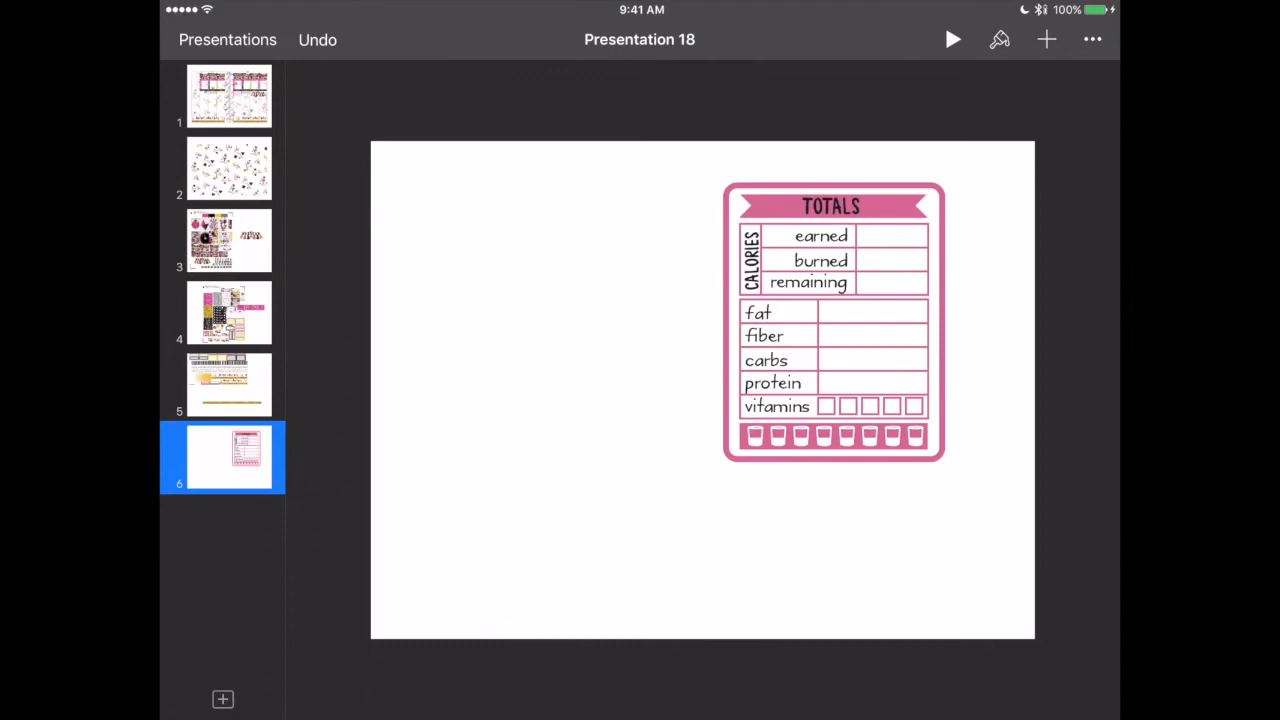 9:41 AM
100%
Presentations
Undo
Presentation 18
1
2
3
4
5
6
TOTALS
CALORIES
earned
burned
remaining
fat
fiber
carbs
protein
vitamins